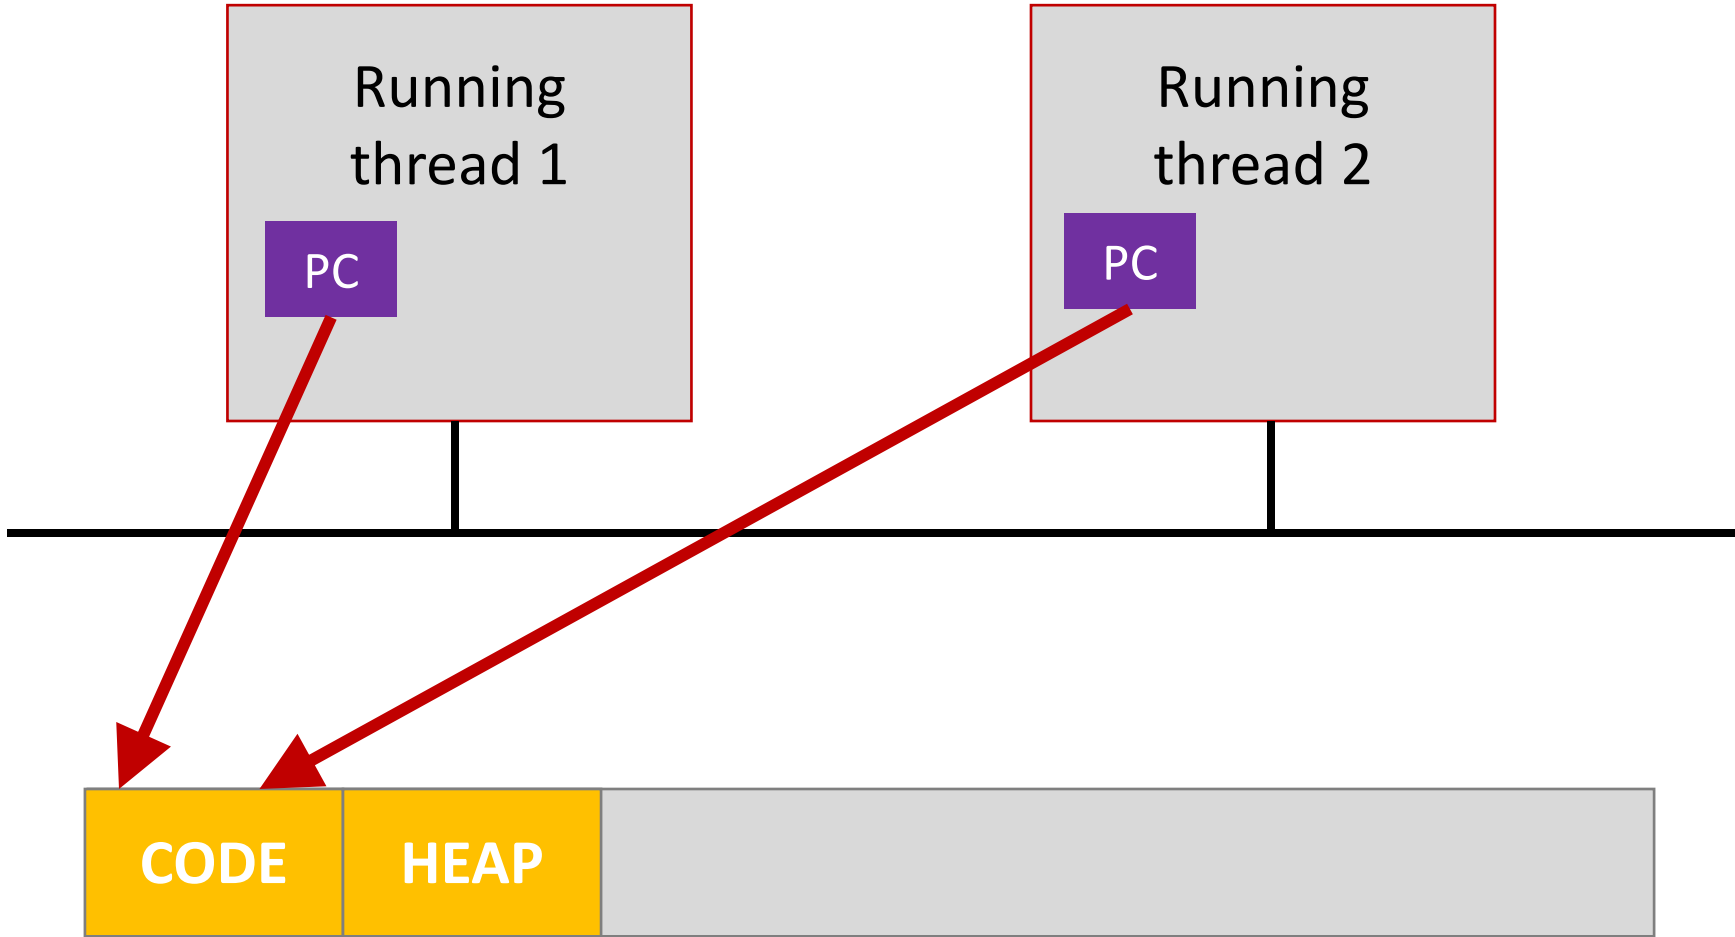 Running
thread 1
PC
Running
thread 2
PC
CODE
HEAP